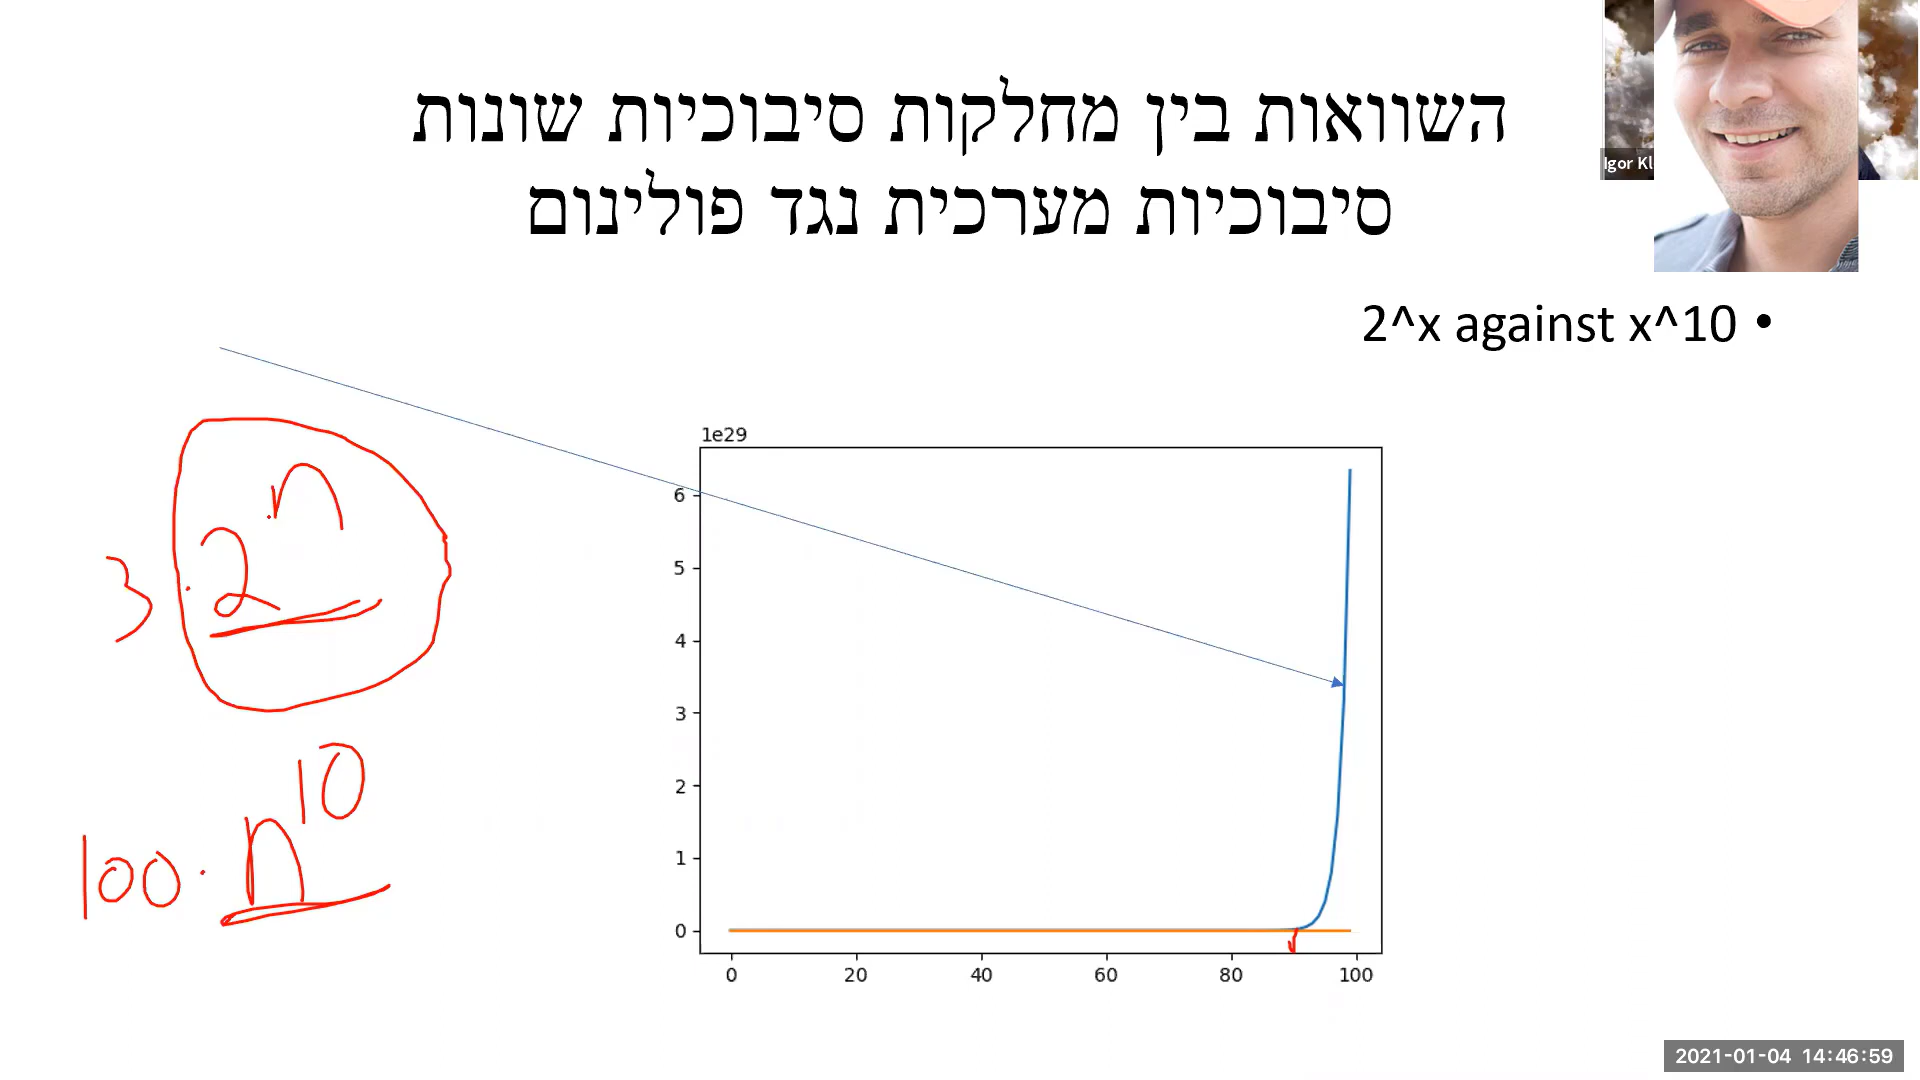 השוואות בין מחלקות סיבוכיות שונות
סיבוכיות מערכית נגד פולינום
Igor Kl
• 2^x against x^10
3 · 2^n
100 · n^10
1e29
6
5
4
3
2
1
0
0 20 40 60 80 100
2021-01-04 14:46:59